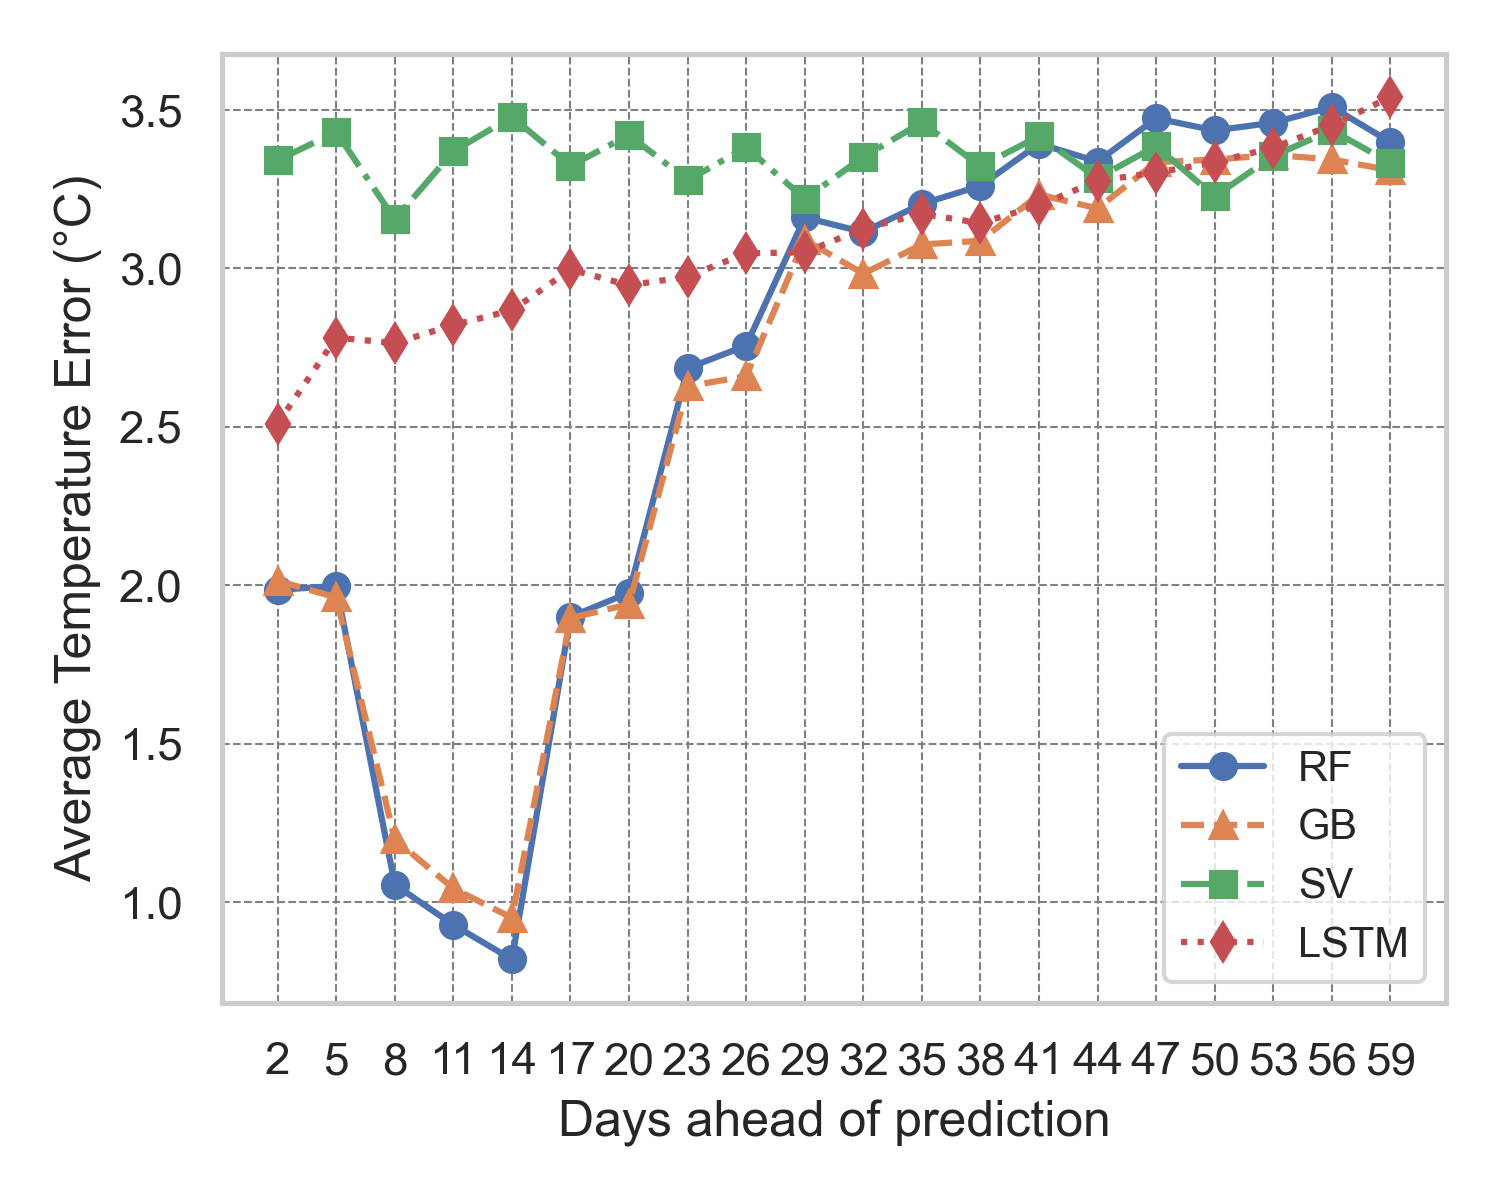 Average Temperature Error (°C)
3.5
3.0
2.5
2.0
1.5
1.0
RF
GB
SV
LSTM
2 5 8 11 14 17 20 23 26 29 32 35 38 41 44 47 50 53 56 59
Days ahead of prediction